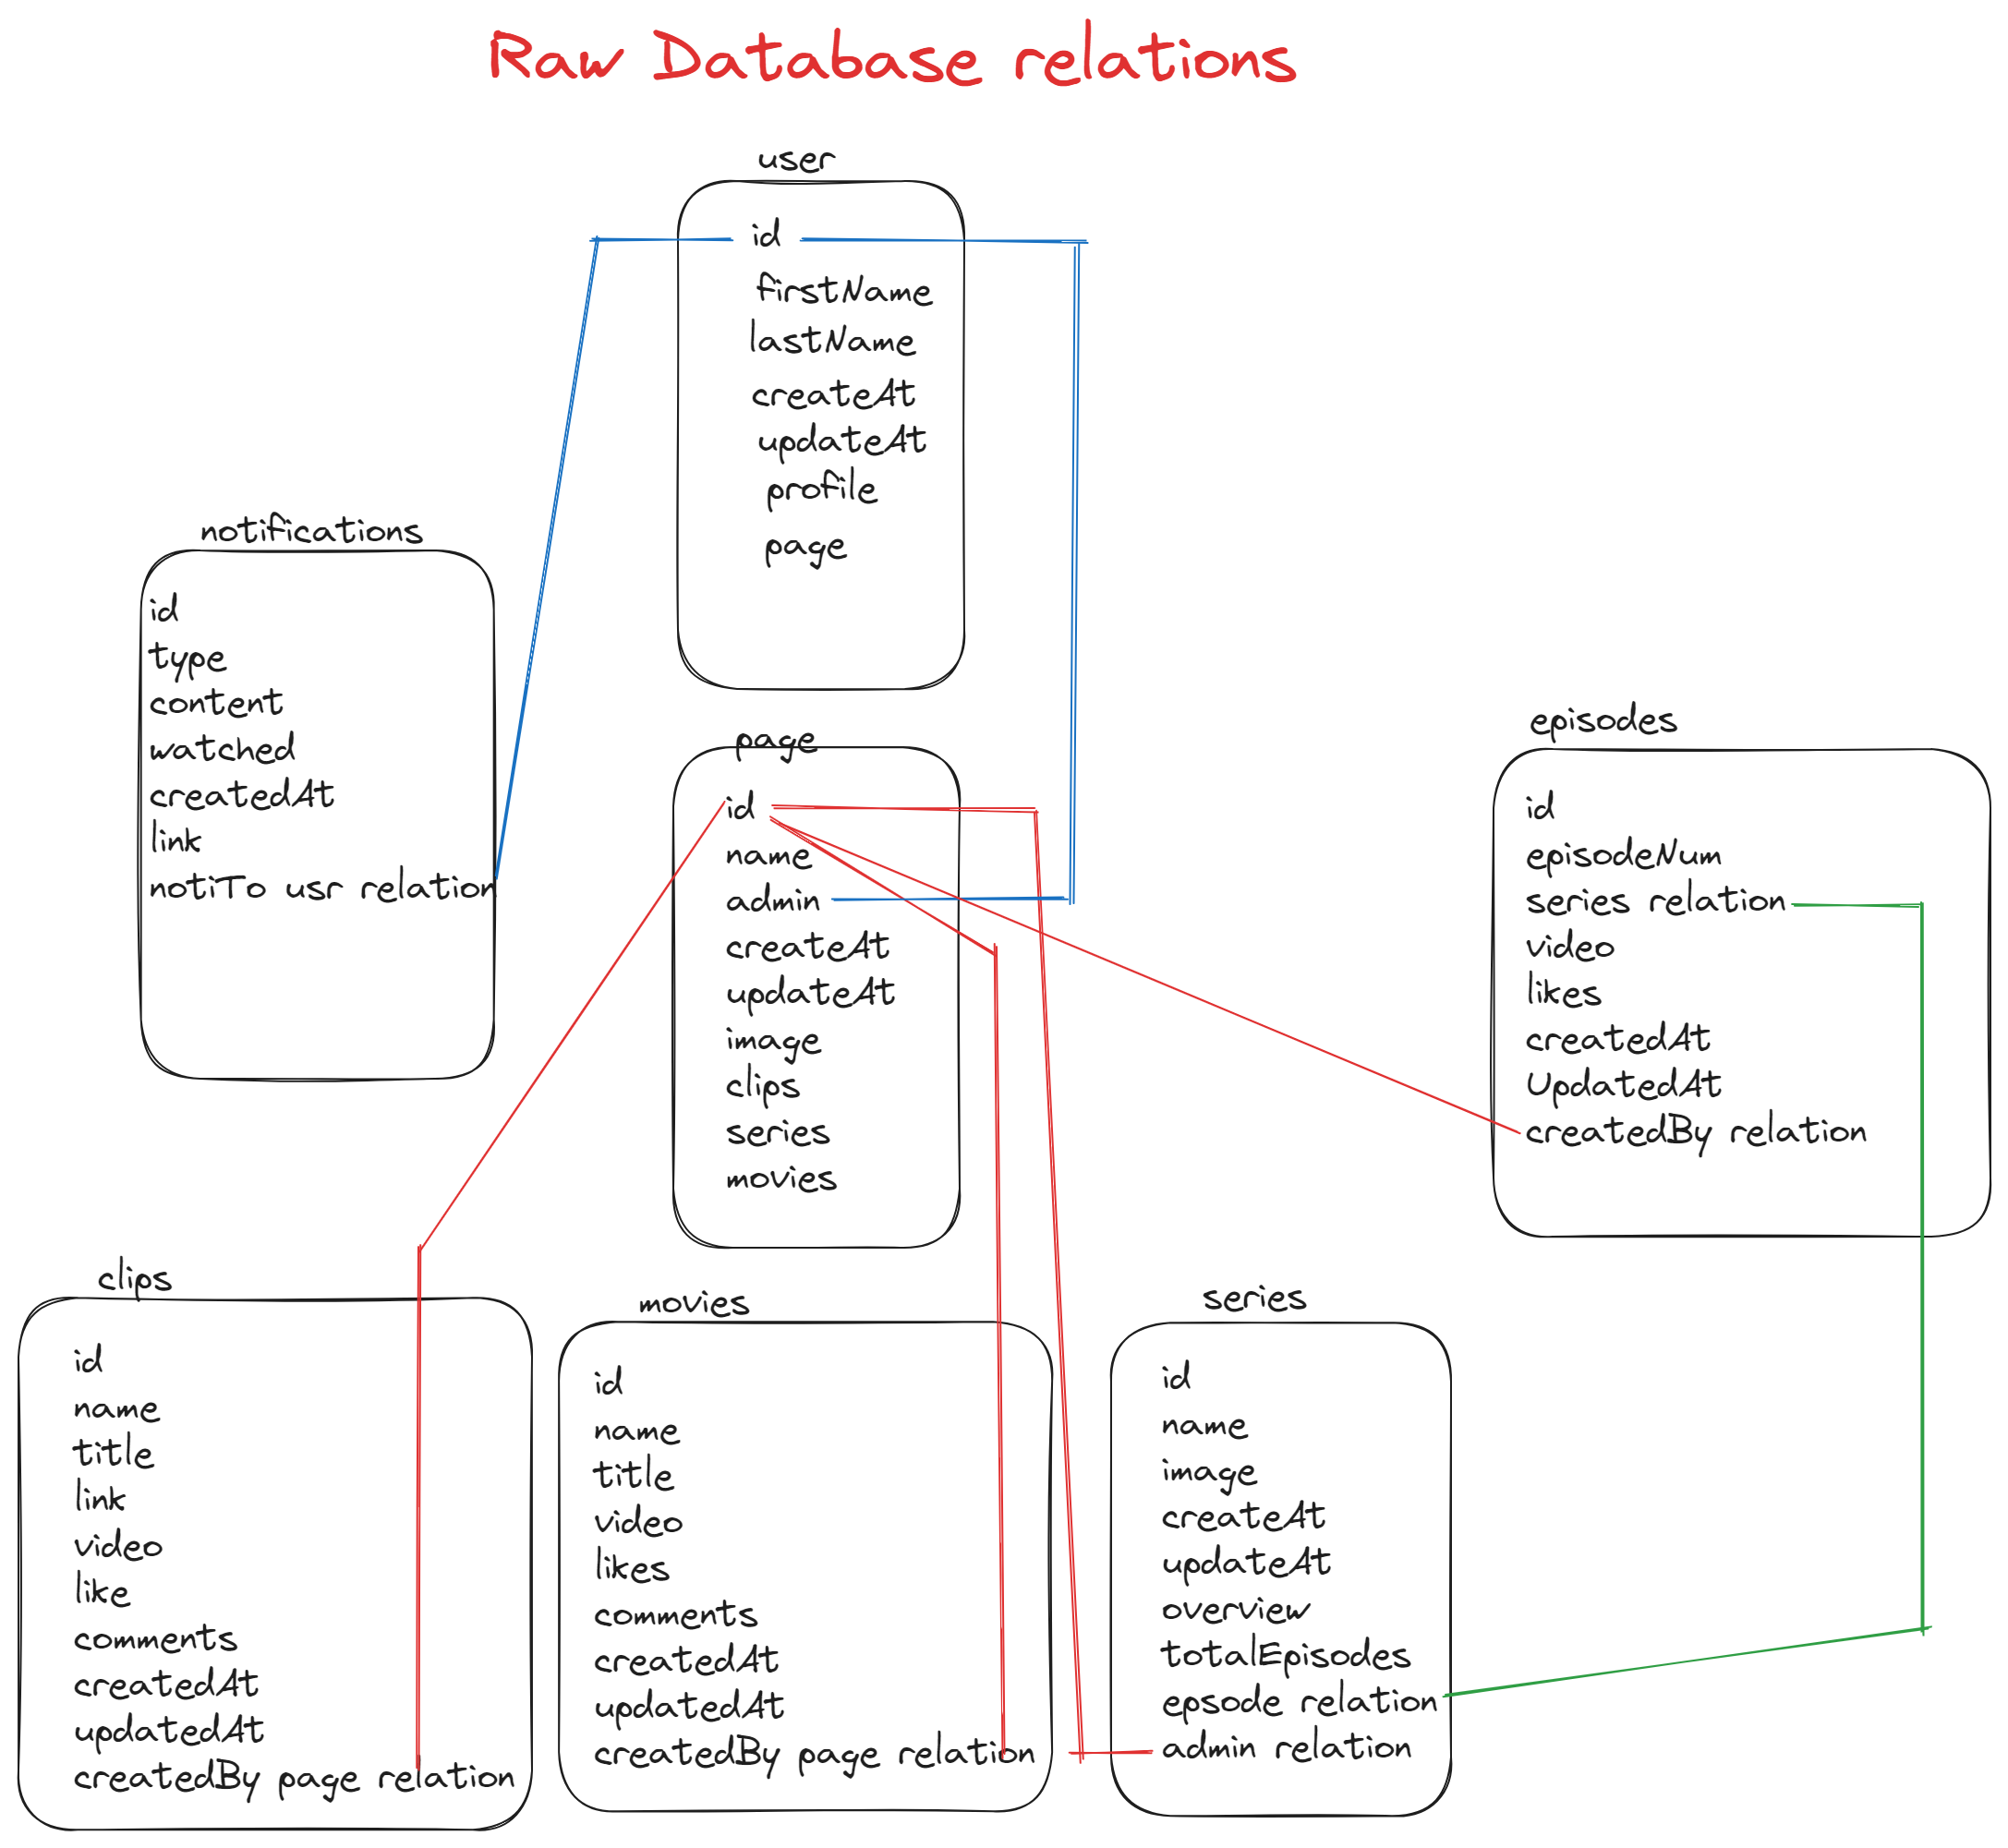 Raw Database relations
user
id
firstName
lastName
createAt
updateAt
profile
page
notifications
id
type
content
watched
createdAt
link
notiTo usr relation
page
id
name
admin
createAt
updateAt
image
clips
series
movies
episodes
id
episodeNum
series relation
video
likes
createdAt
UpdatedAt
createdBy relation
clips
id
name
title
link
video
like
comments
createdAt
updatedAt
createdBy page relation
movies
id
name
title
video
likes
comments
createdAt
updatedAt
createdBy page relation
series
id
name
image
createAt
updateAt
overview
totalEpisodes
epsode relation
admin relation